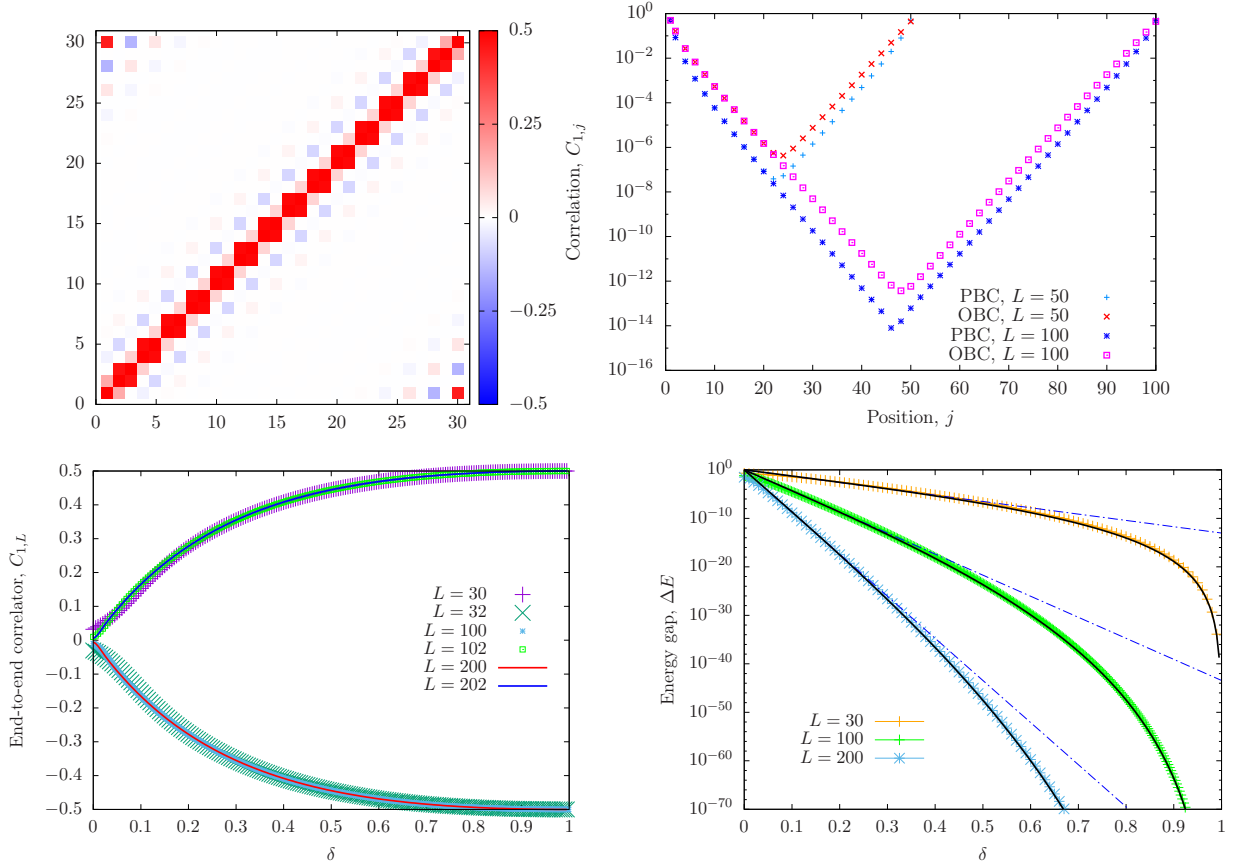 30
25
20
15
10
5
0
0 5 10 15 20 25 30
0.5
0.25
0
−0.25
−0.5
Correlation, C₁,ⱼ
10⁰
10⁻²
10⁻⁴
10⁻⁶
10⁻⁸
10⁻¹⁰
10⁻¹²
10⁻¹⁴
10⁻¹⁶
PBC, L = 50
OBC, L = 50
PBC, L = 100
OBC, L = 100
0 10 20 30 40 50 60 70 80 90 100
Position, j
End-to-end correlator, C₁,L
0.5
0.4
0.3
0.2
0.1
0
−0.1
−0.2
−0.3
−0.4
−0.5
L = 30
L = 32
L = 100
L = 102
L = 200
L = 202
0 0.1 0.2 0.3 0.4 0.5 0.6 0.7 0.8 0.9 1
δ
Energy gap, ΔE
10⁰
10⁻¹⁰
10⁻²⁰
10⁻³⁰
10⁻⁴⁰
10⁻⁵⁰
10⁻⁶⁰
10⁻⁷⁰
L = 30
L = 100
L = 200
0 0.1 0.2 0.3 0.4 0.5 0.6 0.7 0.8 0.9 1
δ